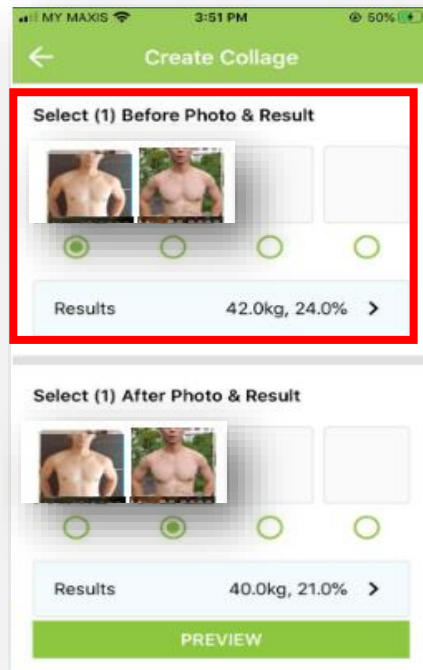 MY MAXIS 3:51 PM 50%
Create Collage
Select (1) Before Photo & Result
Results 42.0kg, 24.0% >
Select (1) After Photo & Result
Results 40.0kg, 21.0% >
PREVIEW